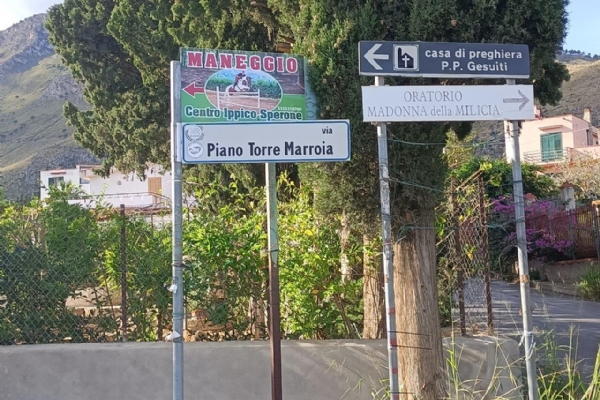 MANEGGIO
Centro Ippico Sperone
via
Piano Torre Marroia
casa di preghiera
P.P. Gesuiti
ORATORIO
MADONNA della MILICIA